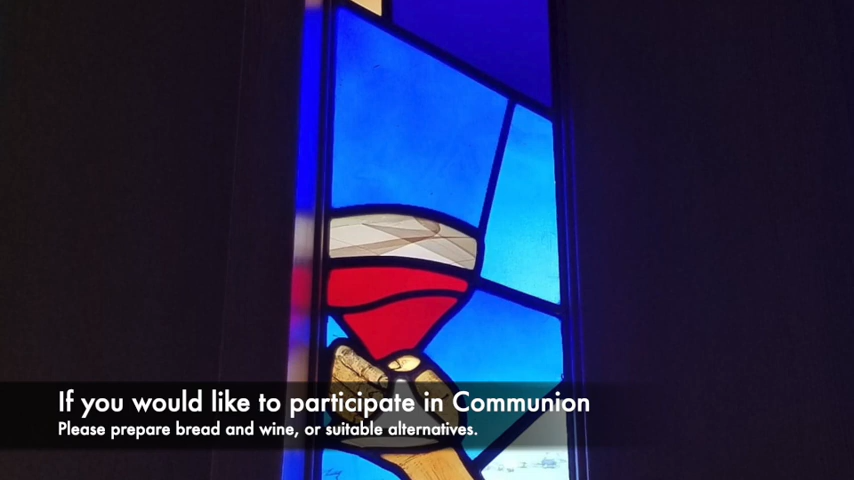 If you would like to participate in Communion
Please prepare bread and wine, or suitable alternatives.